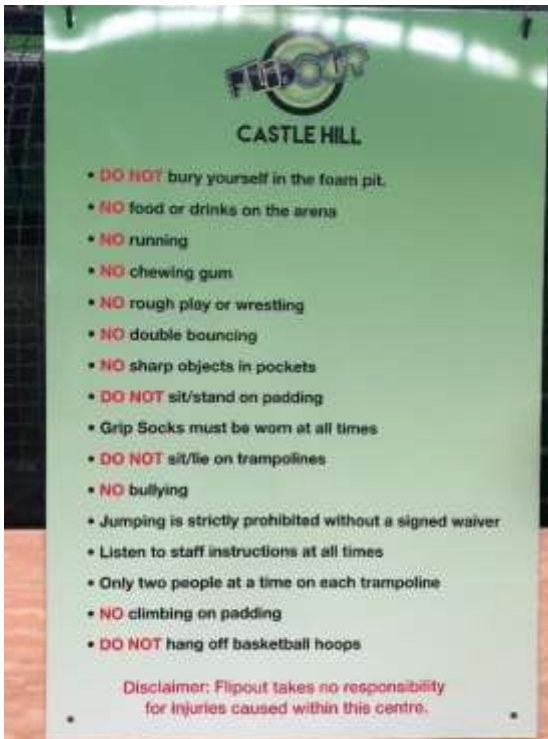 FLIPOUT
CASTLE HILL
• DO NOT bury yourself in the foam pit.
• NO food or drinks on the arena
• NO running
• NO chewing gum
• NO rough play or wrestling
• NO double bouncing
• NO sharp objects in pockets
• DO NOT sit/stand on padding
• Grip Socks must be worn at all times
• DO NOT sit/lie on trampolines
• NO bullying
• Jumping is strictly prohibited without a signed waiver
• Listen to staff instructions at all times
• Only two people at a time on each trampoline
• NO climbing on padding
• DO NOT hang off basketball hoops
Disclaimer: Flipout takes no responsibility
for injuries caused within this centre.